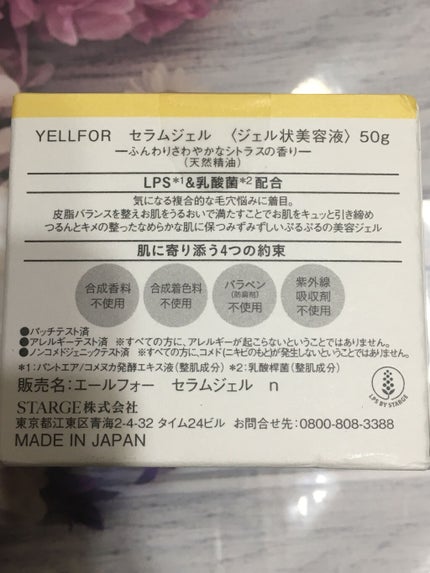 YELLFOR セラムジェル 〈ジェル状美容液〉 50g
―ふんわりさわやかなシトラスの香り―
(天然精油)
LPS*1&乳酸菌*2配合
気になる複合的な毛穴悩みに着目。
皮脂バランスを整えお肌をうるおいで満たすことでお肌をキュッと引き締め
つるんとキメの整ったなめらかな肌に保つみずみずしいぷるぷるの美容ジェル
肌に寄り添う4つの約束
合成香料
不使用
合成着色料
不使用
パラベン
(防腐剤)
不使用
紫外線
吸収剤
不使用
●パッチテスト済
●アレルギーテスト済 ※すべての方に、アレルギーが起こらないということではありません。
●ノンコメドジェニックテスト済 ※すべての方に、コメド(ニキビのもと)が発生しないということではありません。
*1:パントエア/コメヌカ発酵エキス液(整肌成分) *2:乳酸桿菌(整肌成分)
販売名:エールフォー セラムジェル n
STARGE株式会社
東京都江東区青海2-4-32 タイム24ビル お問合せ先:0800-808-3388
MADE IN JAPAN
LPS BY STARGE